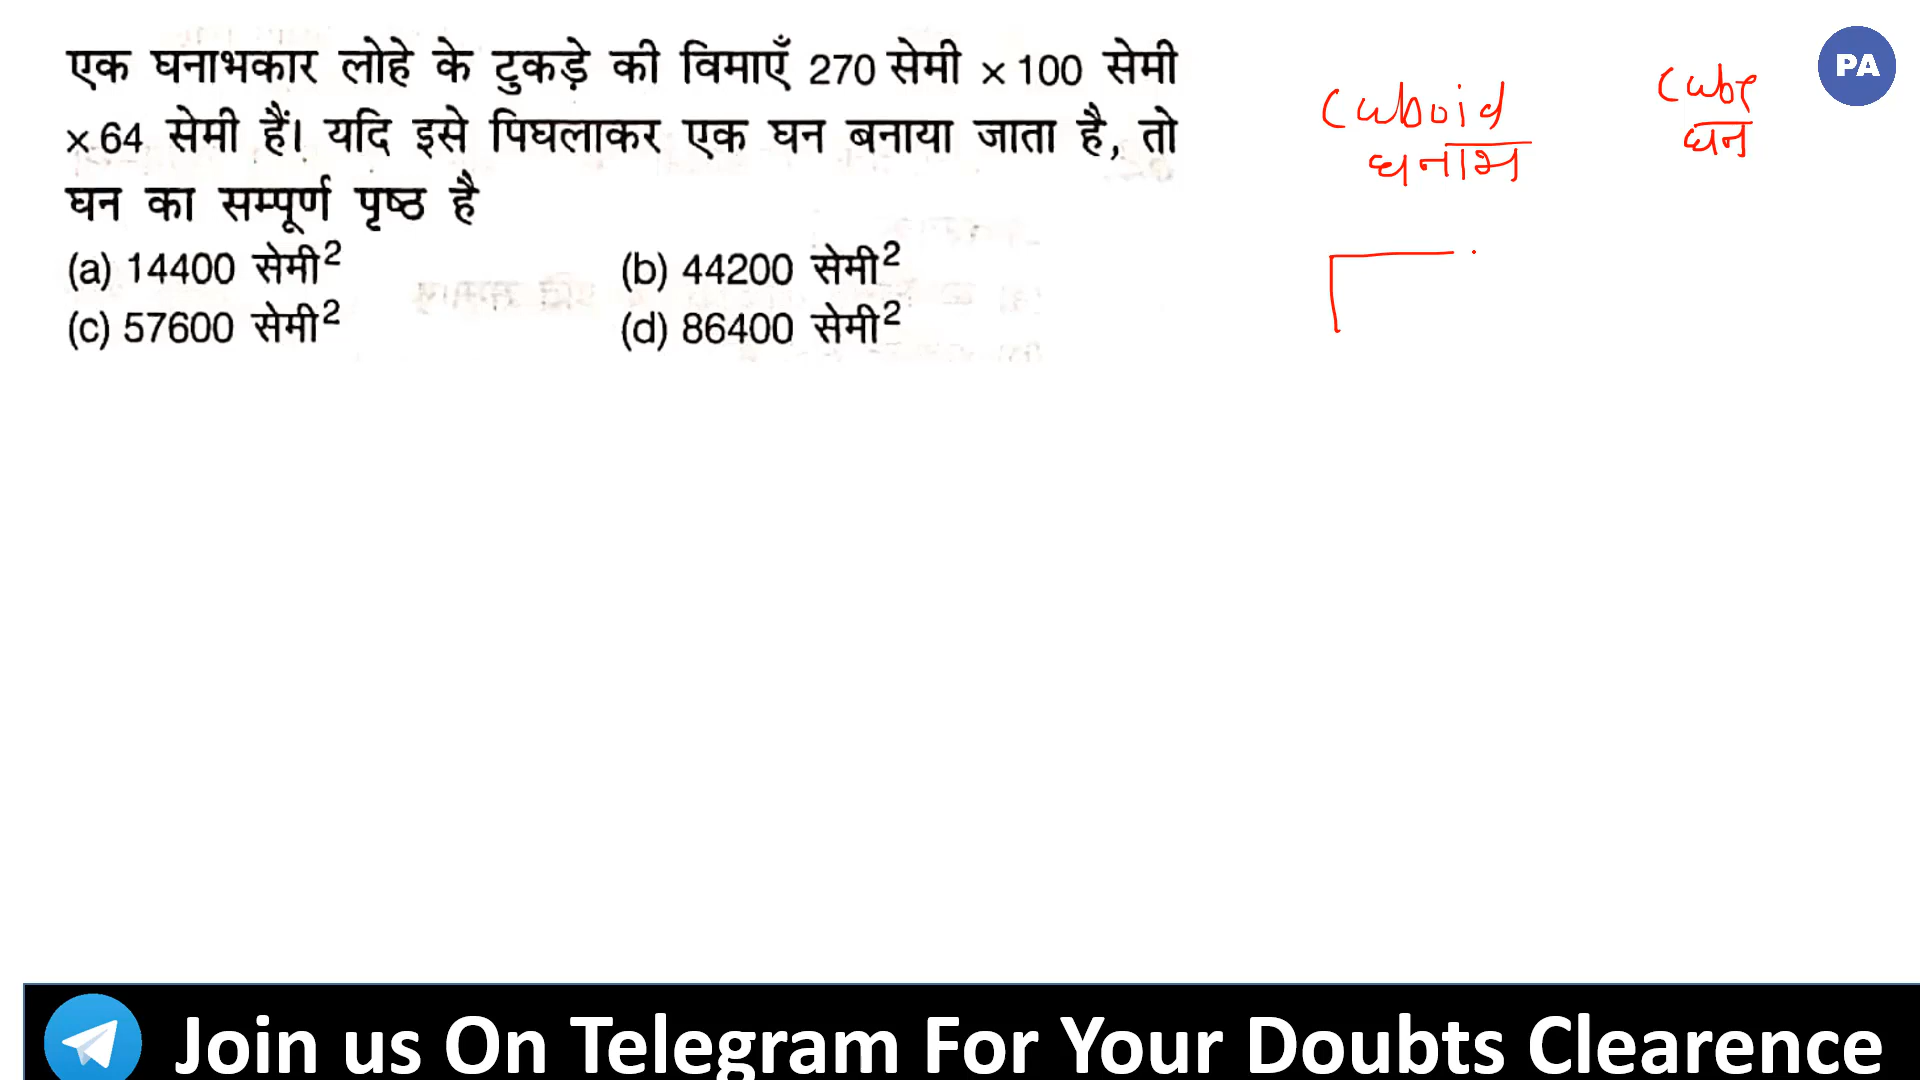 एक घनाभकार लोहे के टुकड़े की विमाएँ 270 सेमी × 100 सेमी
× 64 सेमी हैं। यदि इसे पिघलाकर एक घन बनाया जाता है, तो
घन का सम्पूर्ण पृष्ठ है
(a) 14400 सेमी² (b) 44200 सेमी²
(c) 57600 सेमी² (d) 86400 सेमी²
Cuboid
घनाभ
Cube
घन
PA
Join us On Telegram For Your Doubts Clearence